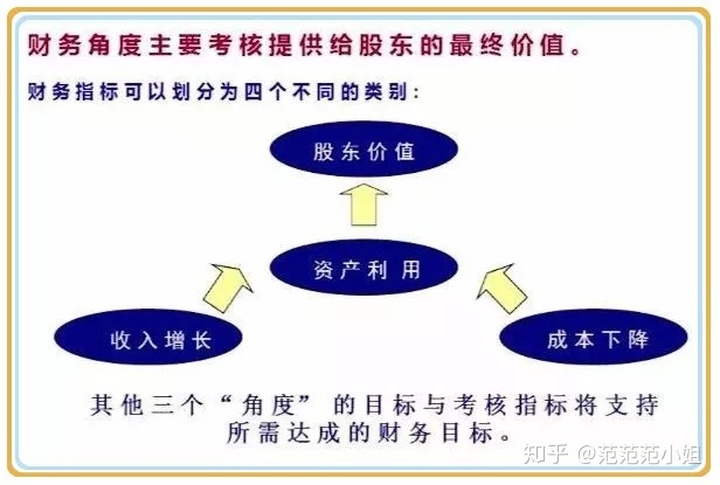 财务角度主要考核提供给股东的最终价值。
财务指标可以划分为四个不同的类别：
股东价值
资产利用
收入增长
成本下降
其他三个“角度”的目标与考核指标将支持
所需达成的财务目标。
知乎 @范范范小姐